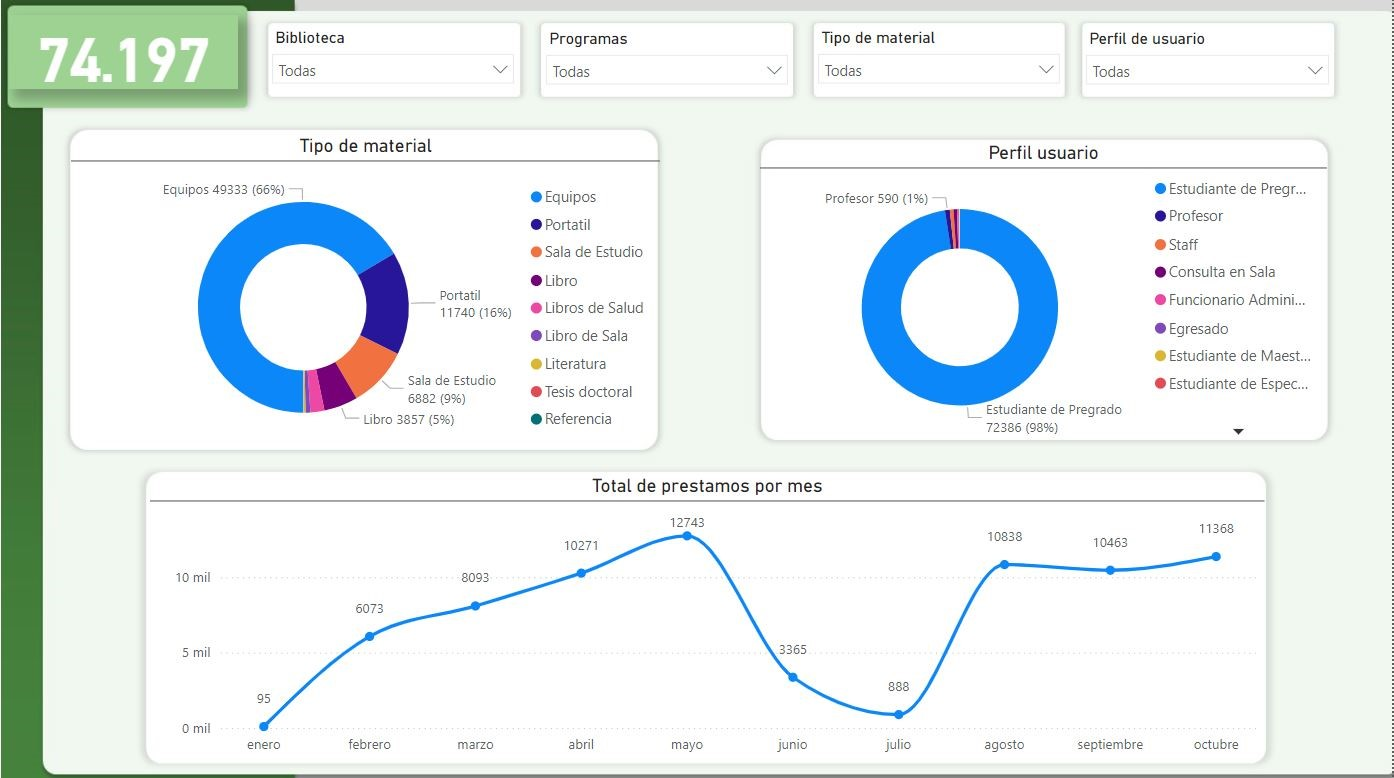 74.197
Biblioteca
Todas
Programas
Todas
Tipo de material
Todas
Perfil de usuario
Todas
Tipo de material
Equipos 49333 (66%)
Portatil
11740 (16%)
Sala de Estudio
6882 (9%)
Libro 3857 (5%)
Equipos
Portatil
Sala de Estudio
Libro
Libros de Salud
Libro de Sala
Literatura
Tesis doctoral
Referencia
Perfil usuario
Profesor 590 (1%)
Estudiante de Pregrado
72386 (98%)
Estudiante de Pregr...
Profesor
Staff
Consulta en Sala
Funcionario Admini...
Egresado
Estudiante de Maest...
Estudiante de Espec...
Total de prestamos por mes
10 mil
5 mil
0 mil
95
6073
8093
10271
12743
3365
888
10838
10463
11368
enero
febrero
marzo
abril
mayo
junio
julio
agosto
septiembre
octubre